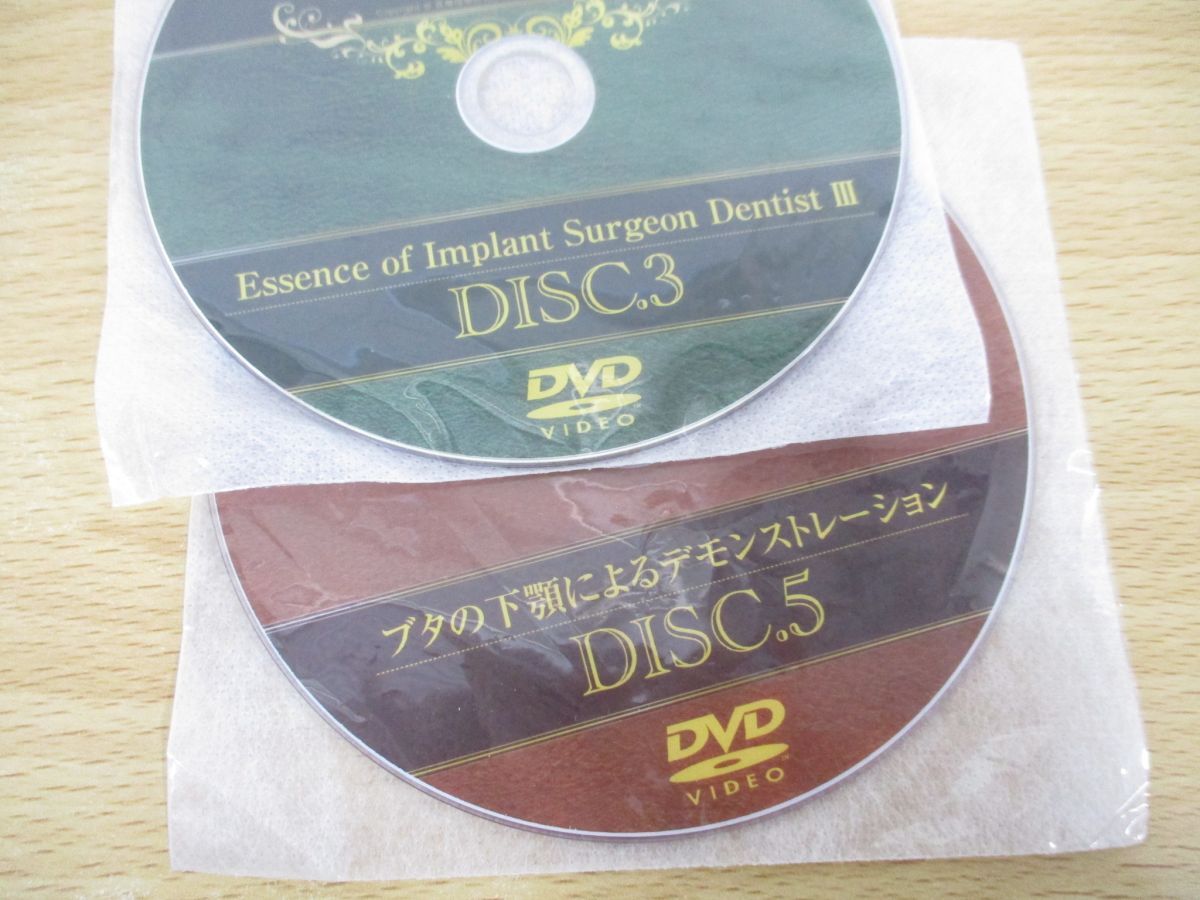 Essence of Implant Surgeon Dentist III
DISC.3
DVD
VIDEO
ブタの下顎によるデモンストレーション
DISC.5
DVD
VIDEO